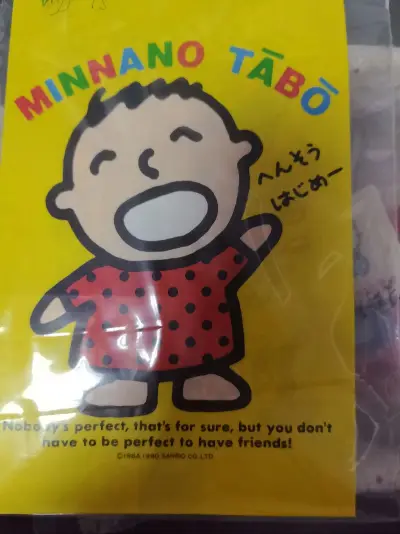 MINNANO TĀBŌ
へんそう
はじめー
Nobody's perfect, that's for sure, but you don't
have to be perfect to have friends!